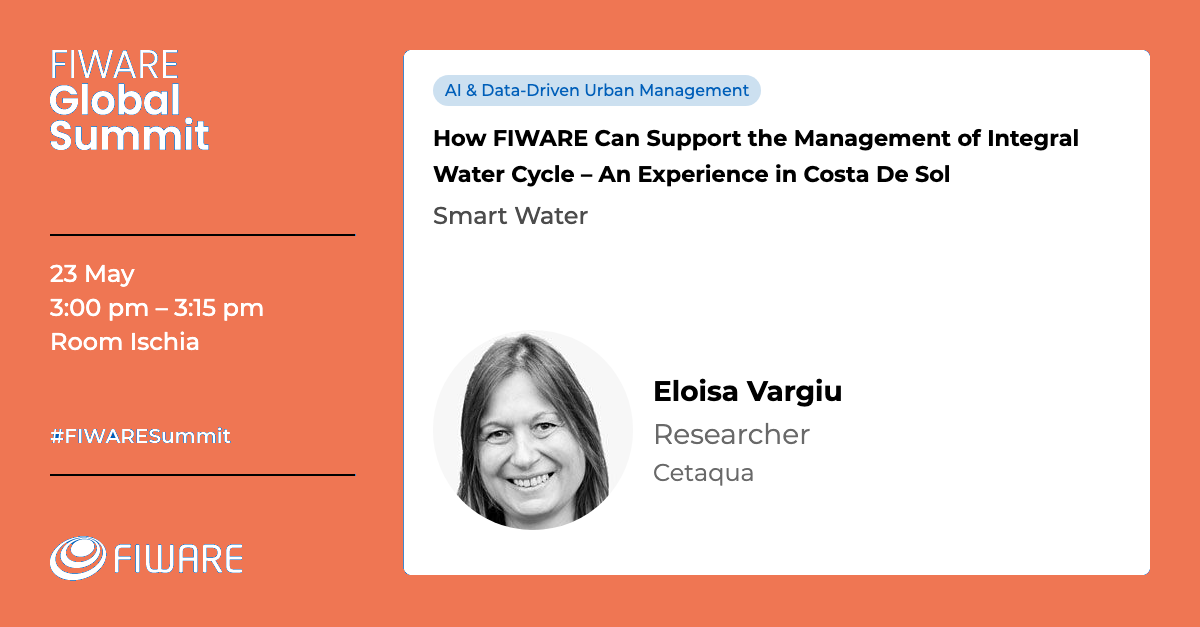 FIWARE
Global
Summit
23 May
3:00 pm – 3:15 pm
Room Ischia
#FIWARESummit
FIWARE
AI & Data-Driven Urban Management
How FIWARE Can Support the Management of Integral
Water Cycle – An Experience in Costa De Sol
Smart Water
Eloisa Vargiu
Researcher
Cetaqua